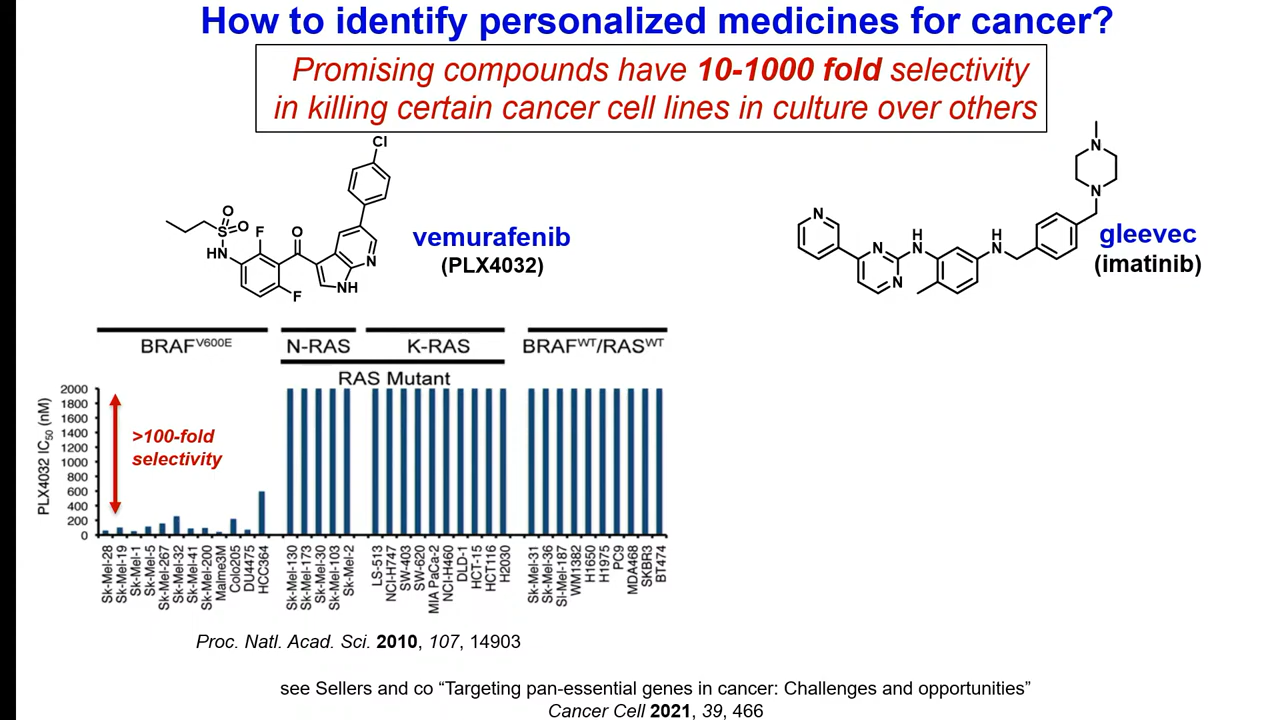 How to identify personalized medicines for cancer?
Promising compounds have 10-1000 fold selectivity
in killing certain cancer cell lines in culture over others
Cl
O
S
O
HN
F
O
F
N
NH
vemurafenib
(PLX4032)
N
N
N
H
N
H
N
N
N
gleevec
(imatinib)
BRAFV600E
N-RAS
K-RAS
BRAFWT/RASWT
RAS Mutant
PLX4032 IC50 (nM)
2000
1800
1600
1400
1200
1000
800
600
400
200
0
>100-fold
selectivity
Sk-Mel-28
Sk-Mel-19
Sk-Mel-1
Sk-Mel-5
Sk-Mel-267
Sk-Mel-32
Sk-Mel-41
Sk-Mel-200
Malme3M
Colo205
DU4475
HCC364
Sk-Mel-130
Sk-Mel-173
Sk-Mel-30
Sk-Mel-103
Sk-Mel-2
LS-513
NCI-H747
SW-403
SW-620
MIA PaCa-2
NCI-H460
DLD-1
HCT-15
HCT116
H2030
Sk-Mel-31
Sk-Mel-36
Sl-Mel-187
WM1382
H1650
H1975
PC9
MDA468
SKBR3
BT474
Proc. Natl. Acad. Sci. 2010, 107, 14903
see Sellers and co “Targeting pan-essential genes in cancer: Challenges and opportunities”
Cancer Cell 2021, 39, 466